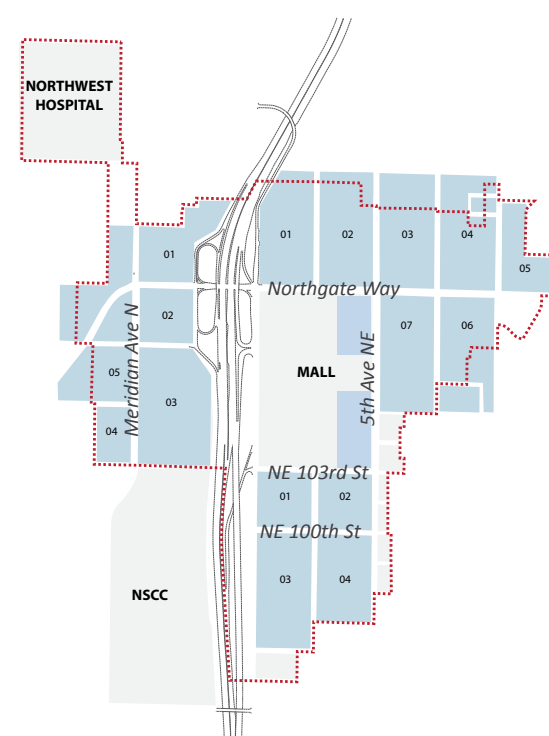 NORTHWEST
HOSPITAL
01
01
02
03
04
05
Northgate Way
02
07
06
Meridian Ave N
MALL
5th Ave NE
05
03
04
NE 103rd St
01
02
NE 100th St
03
04
NSCC